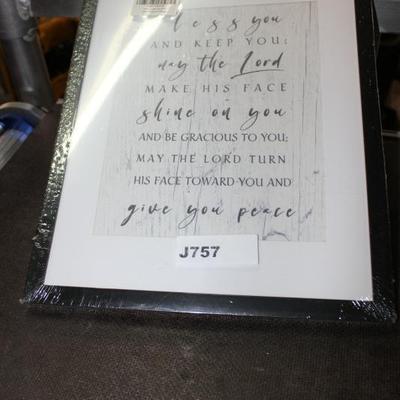 bless you
AND KEEP YOU;
may the Lord
MAKE HIS FACE
shine on you
AND BE GRACIOUS TO YOU;
MAY THE LORD TURN
HIS FACE TOWARD YOU AND
give you peace
J757